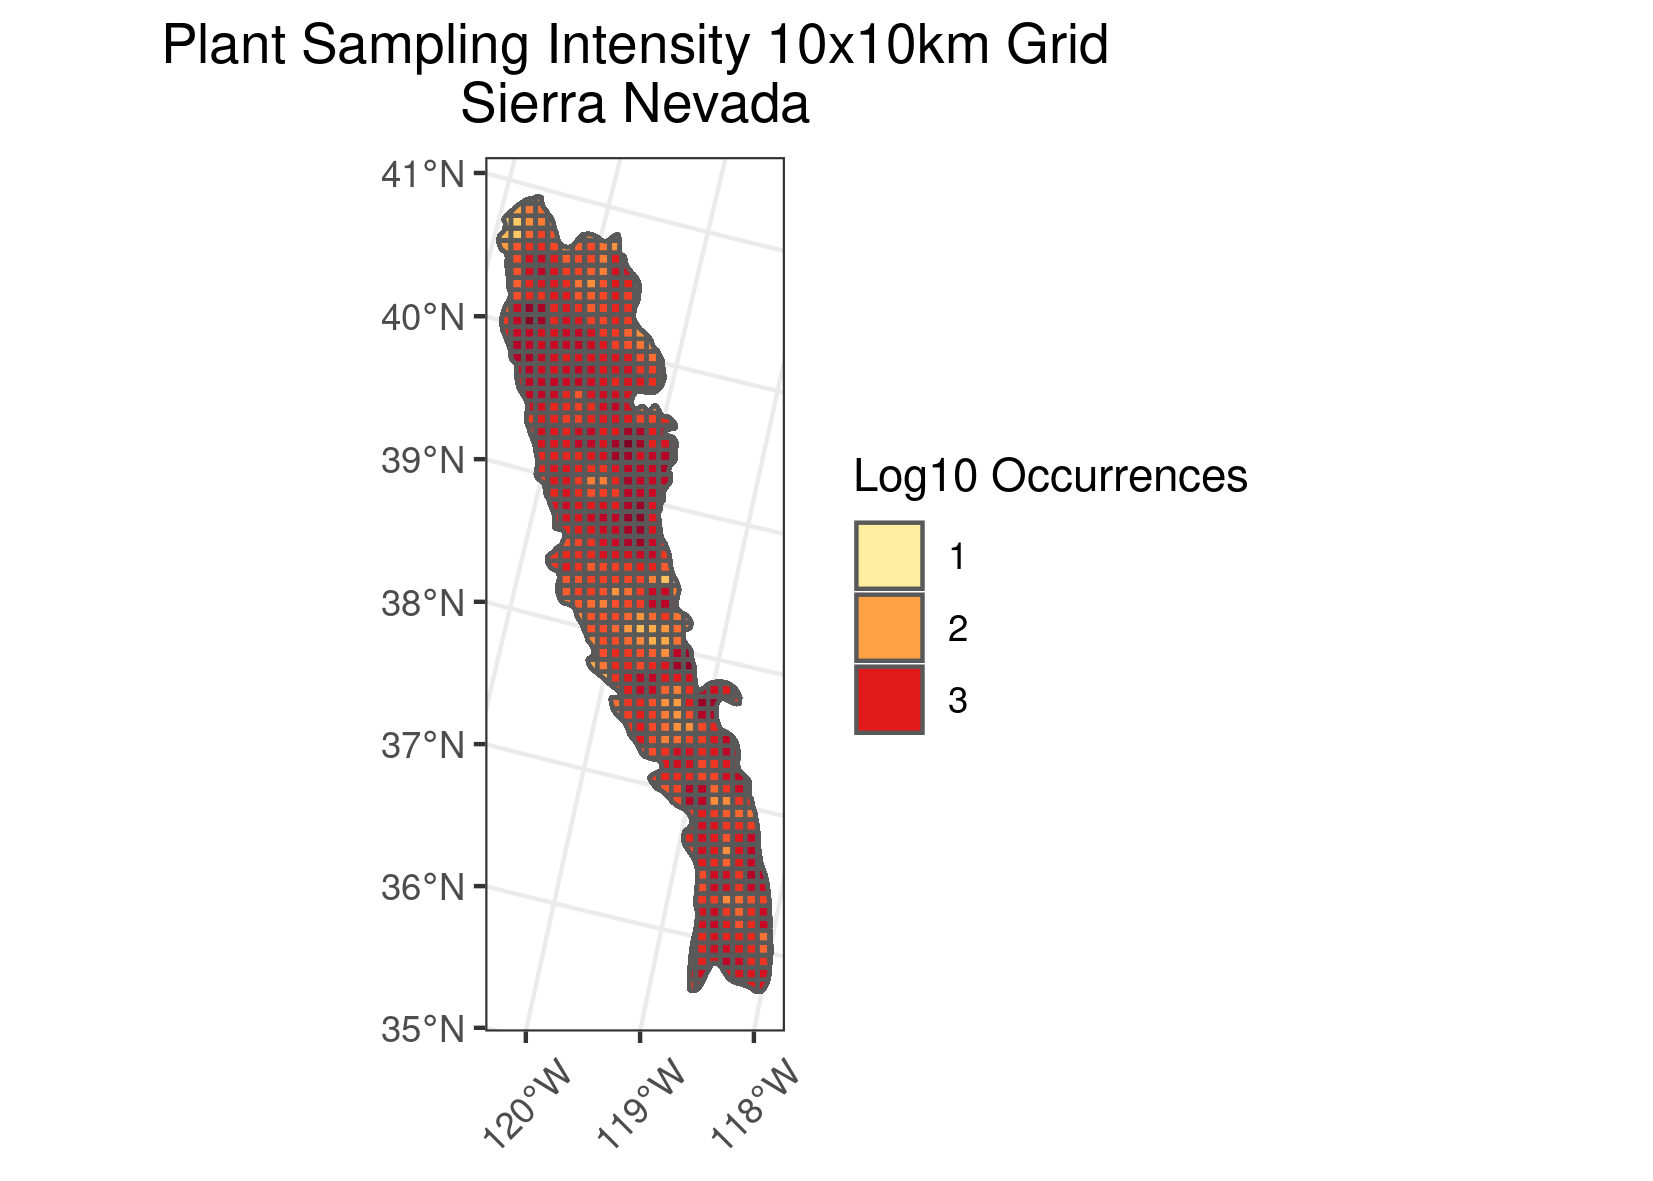 Plant Sampling Intensity 10x10km Grid
Sierra Nevada
41°N
40°N
39°N
38°N
37°N
36°N
35°N
120°W
119°W
118°W
Log10 Occurrences
1
2
3